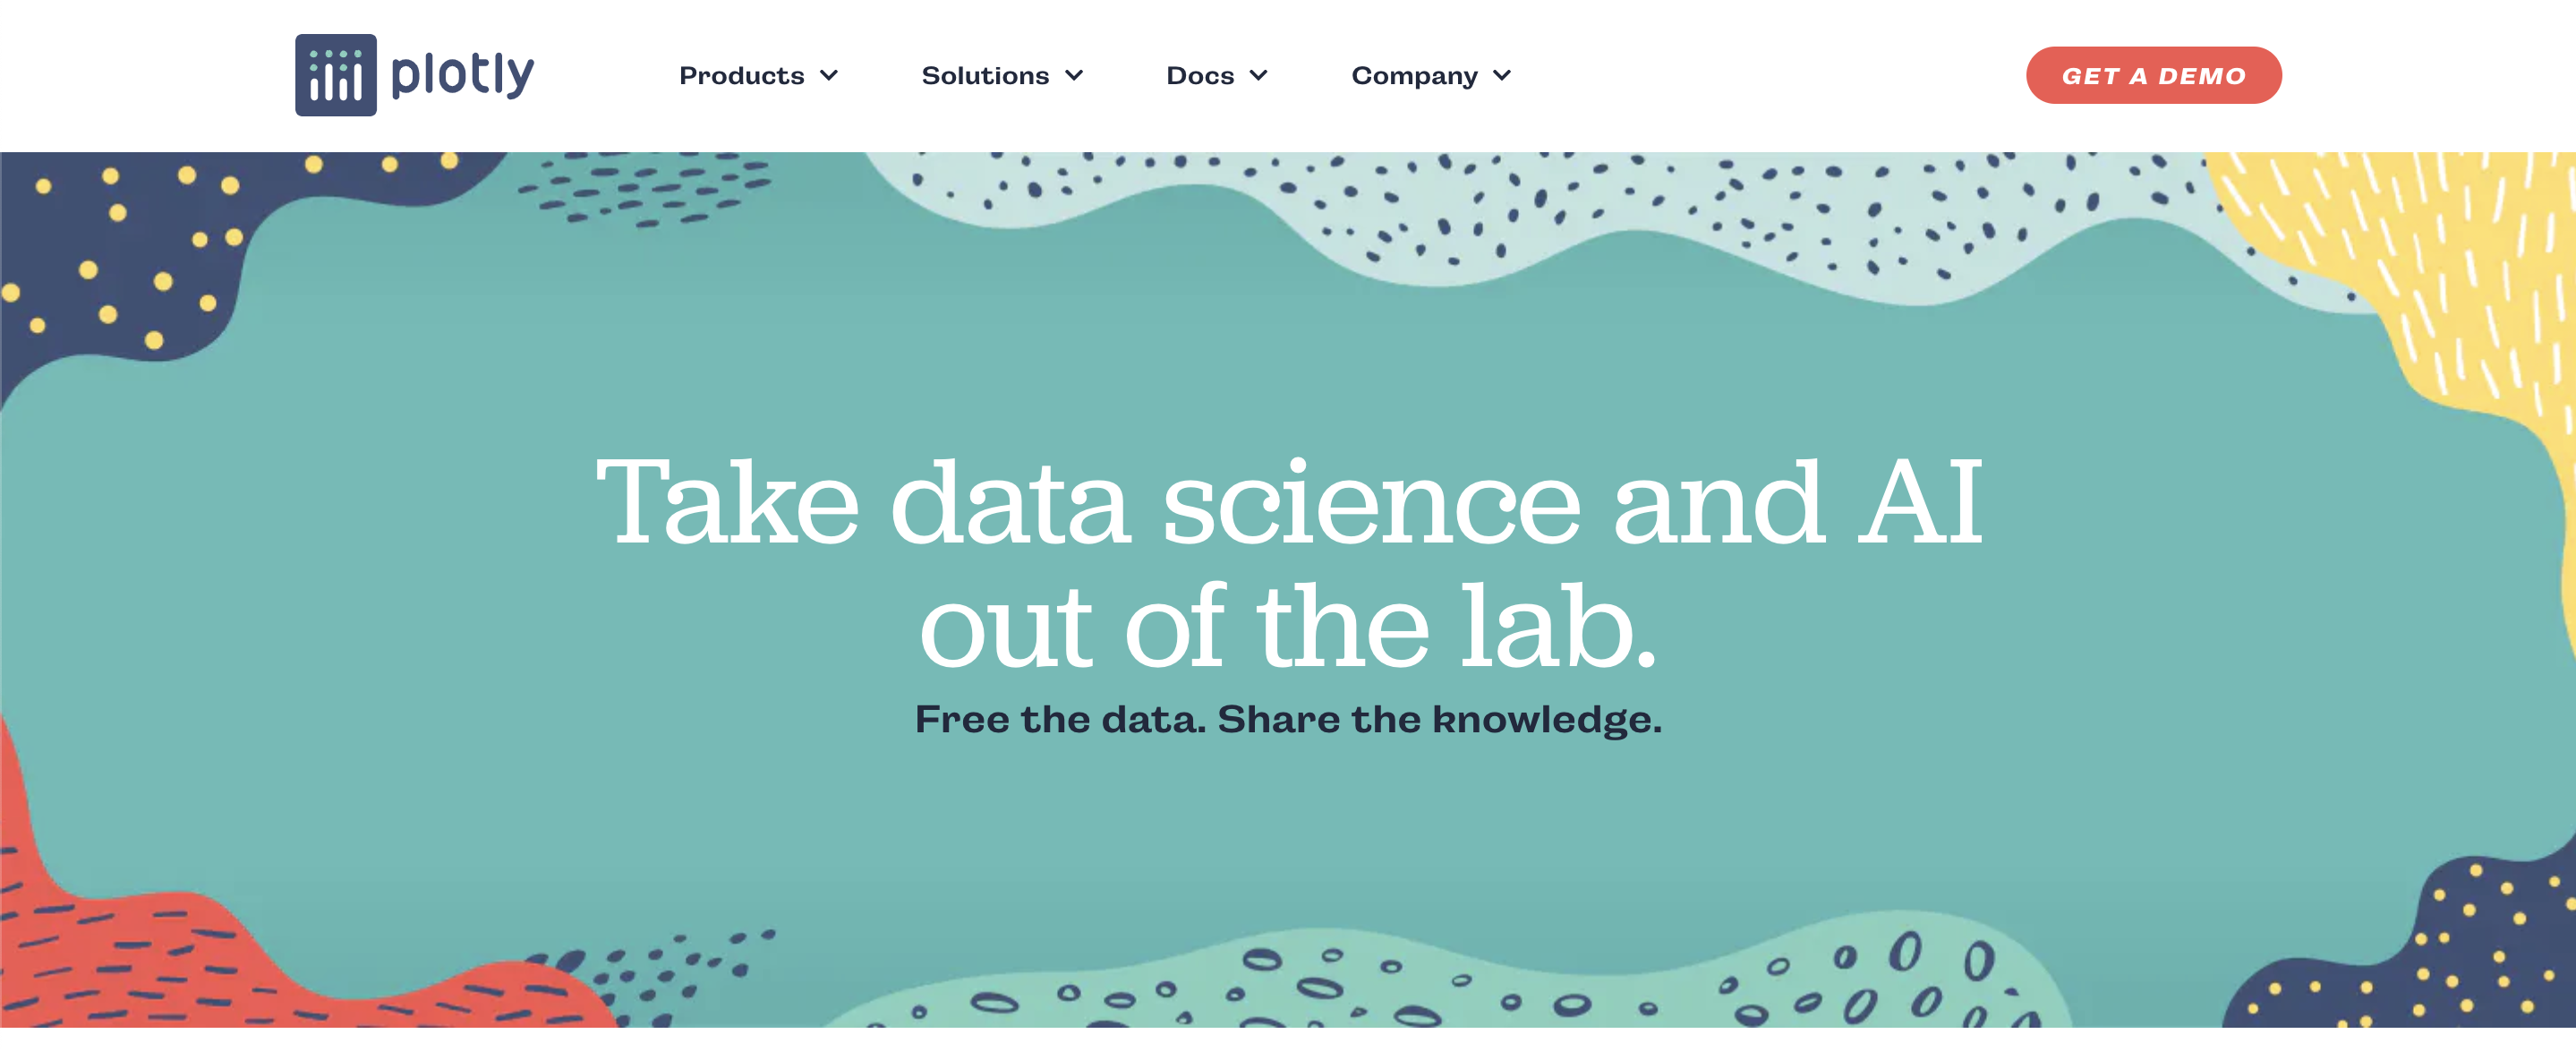 plotly
Products
Solutions
Docs
Company
GET A DEMO
Take data science and AI
out of the lab.
Free the data. Share the knowledge.